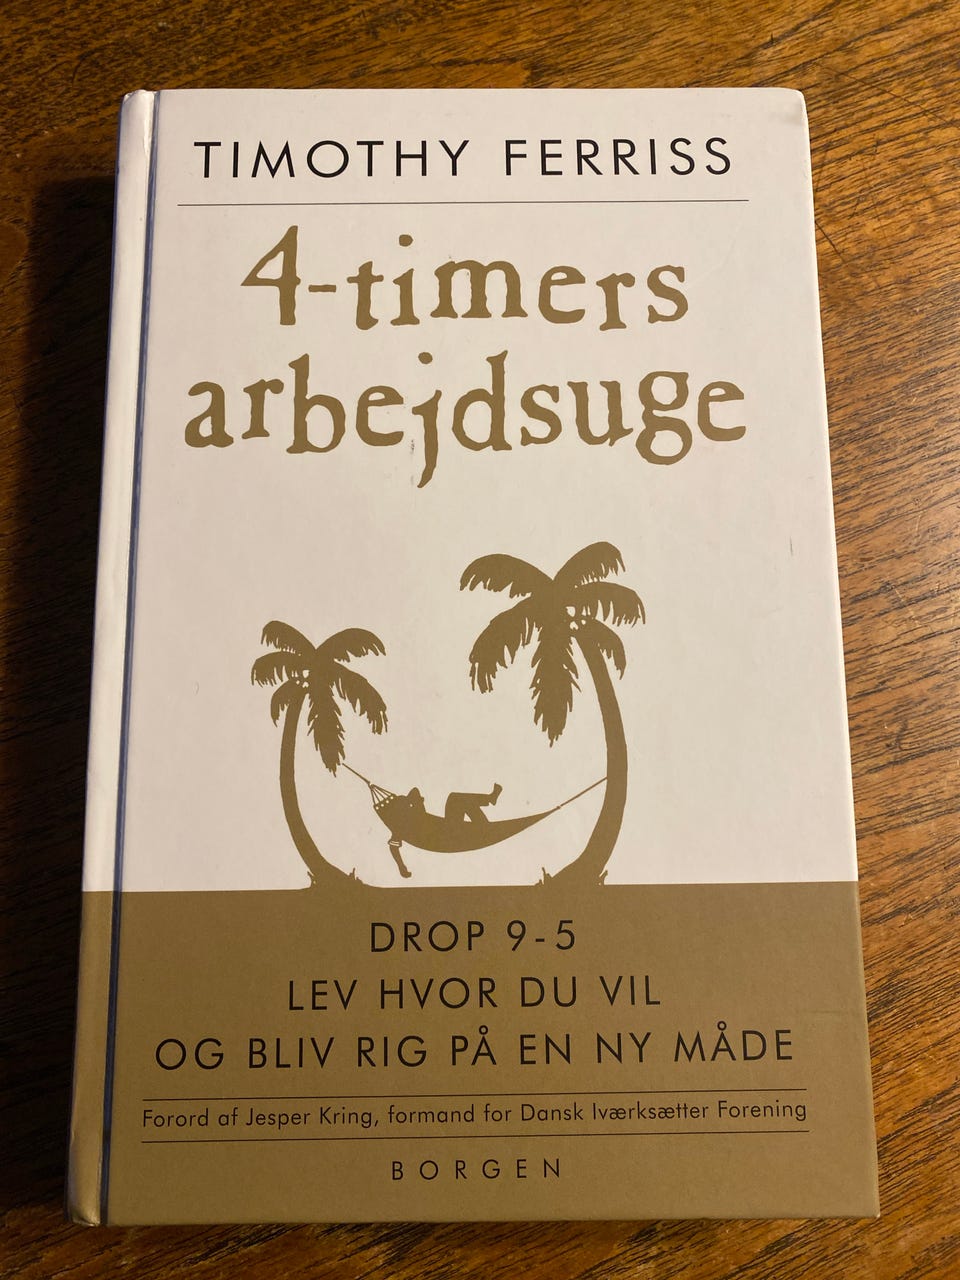 TIMOTHY FERRISS
4-timers
arbejdsuge
DROP 9-5
LEV HVOR DU VIL
OG BLIV RIG PÅ EN NY MÅDE
Forord af Jesper Kring, formand for Dansk Iværksætter Forening
BORGEN